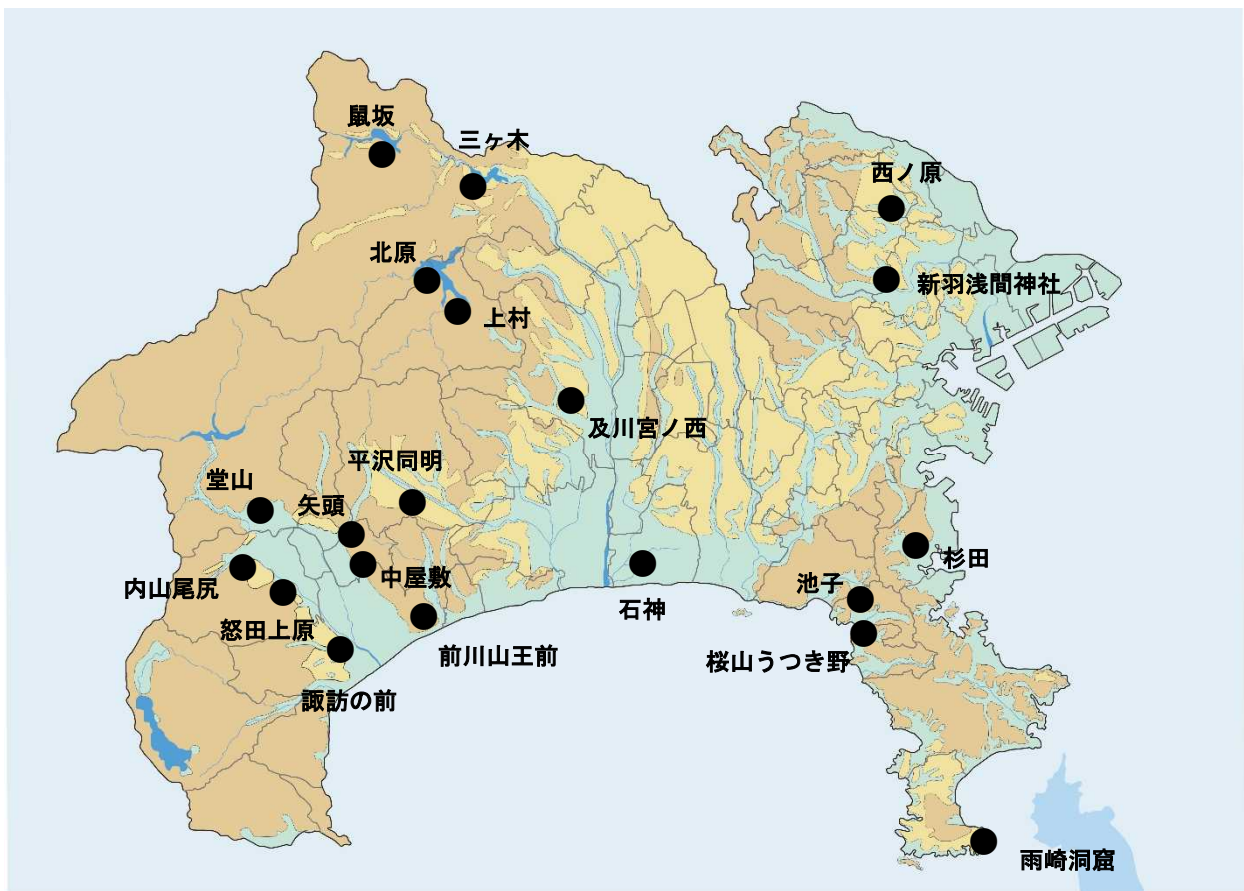 鼠坂
三ヶ木
西ノ原
北原
新羽浅間神社
上村
及川宮ノ西
平沢同明
堂山
矢頭
杉田
中屋敷
池子
内山尾尻
石神
怒田上原
前川山王前
桜山うつき野
諏訪の前
雨崎洞窟